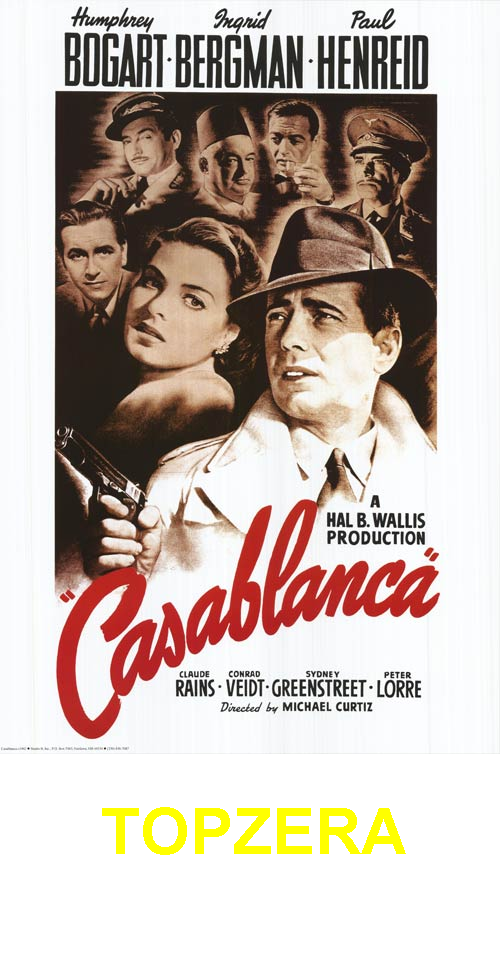 Humphrey Ingrid Paul
BOGART · BERGMAN · HENREID
A
HAL B. WALLIS
PRODUCTION
"Casablanca"
CLAUDE CONRAD SYDNEY PETER
RAINS · VEIDT · GREENSTREET · LORRE
Directed by MICHAEL CURTIZ
TOPZERA